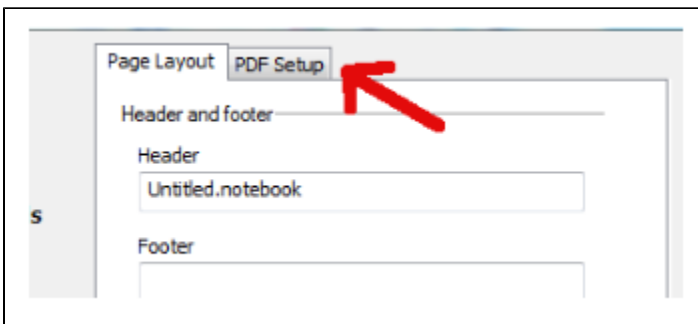 Page Layout PDF Setup
Header and footer
Header
Untitled.notebook
s
Footer